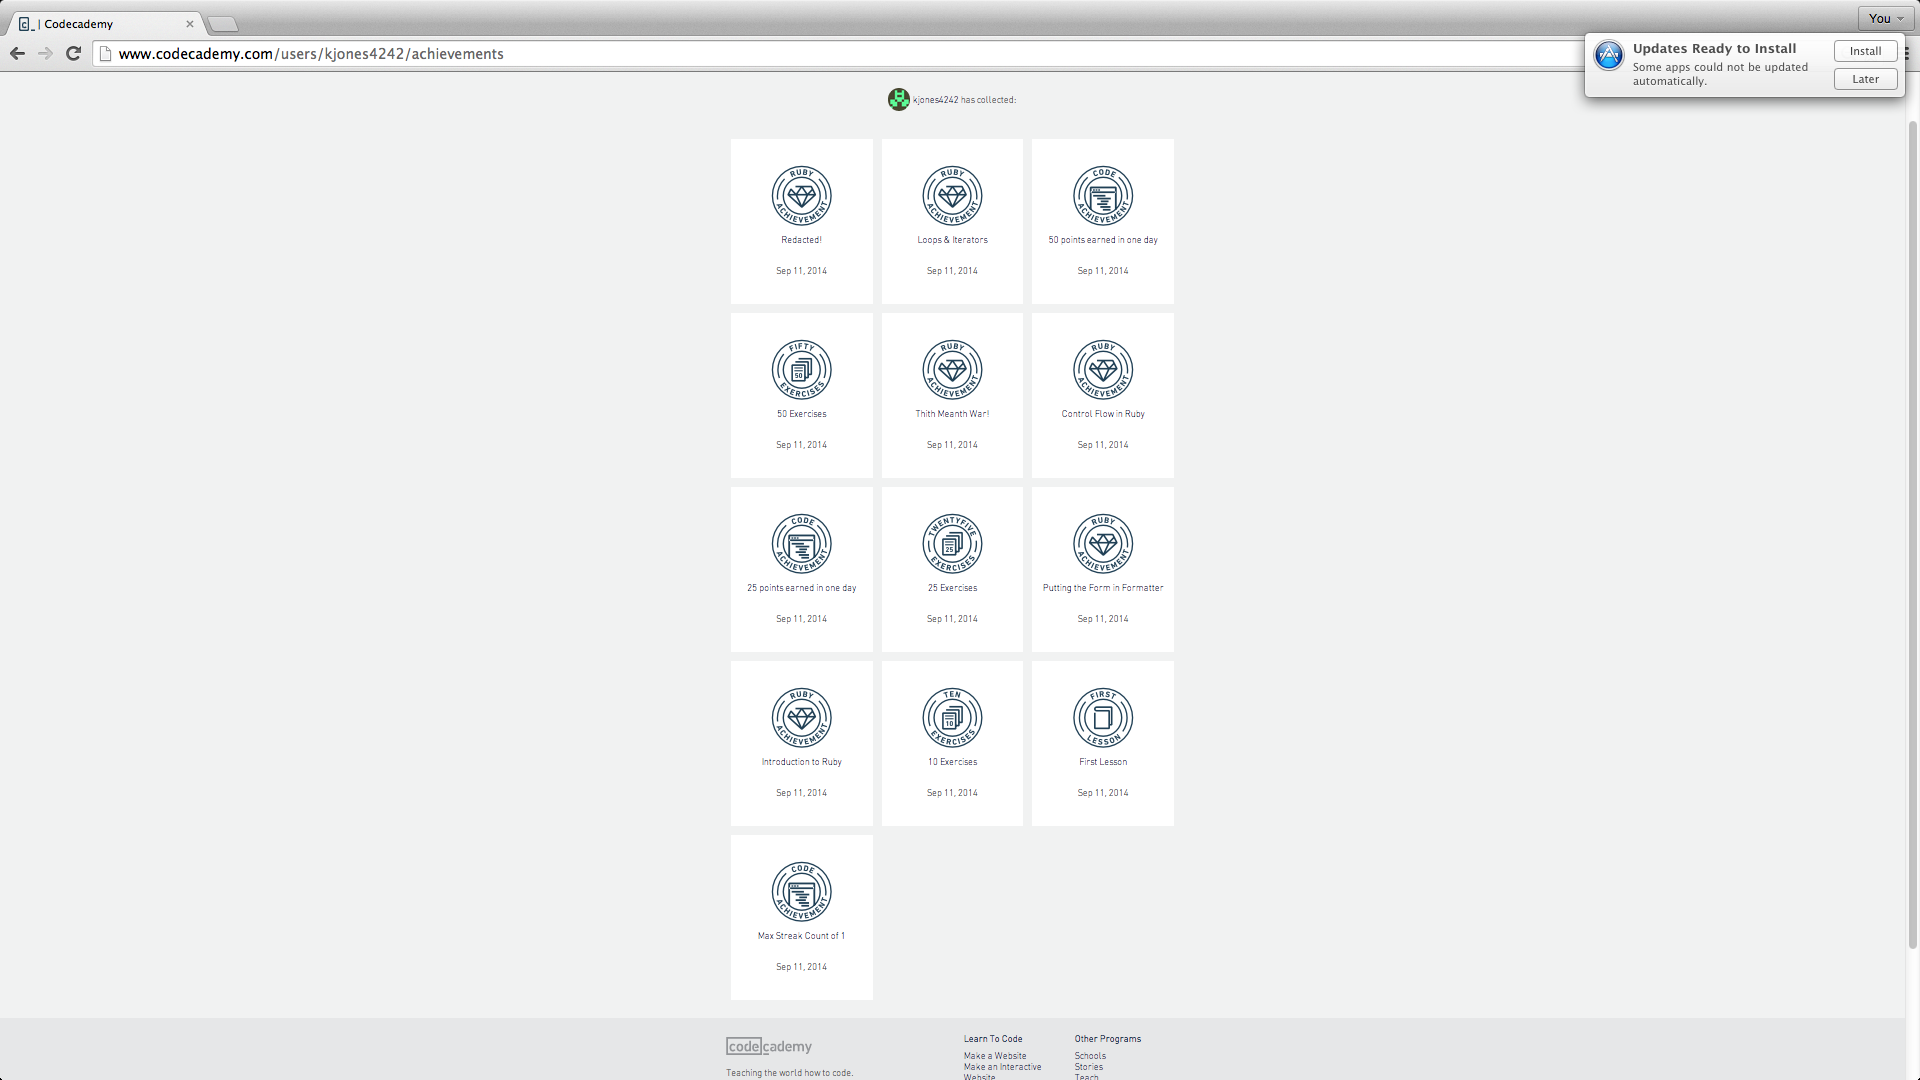 | Codecademy
You
www.codecademy.com/users/kjones4242/achievements
Updates Ready to Install
Some apps could not be updated
automatically.
Install
Later
kjones4242 has collected:
RUBY ACHIEVEMENT
Redacted!
Sep 11, 2014
RUBY ACHIEVEMENT
Loops & Iterators
Sep 11, 2014
CODE ACHIEVEMENT
50 points earned in one day
Sep 11, 2014
FIFTY EXERCISES
50
50 Exercises
Sep 11, 2014
RUBY ACHIEVEMENT
Thith Meanth War!
Sep 11, 2014
RUBY ACHIEVEMENT
Control Flow in Ruby
Sep 11, 2014
CODE ACHIEVEMENT
25 points earned in one day
Sep 11, 2014
TWENTYFIVE EXERCISES
25
25 Exercises
Sep 11, 2014
RUBY ACHIEVEMENT
Putting the Form in Formatter
Sep 11, 2014
RUBY ACHIEVEMENT
Introduction to Ruby
Sep 11, 2014
TEN EXERCISES
10
10 Exercises
Sep 11, 2014
FIRST LESSON
First Lesson
Sep 11, 2014
CODE ACHIEVEMENT
Max Streak Count of 1
Sep 11, 2014
codecademy
Teaching the world how to code.
Learn To Code
Make a Website
Make an Interactive
Website
Other Programs
Schools
Stories
Teach